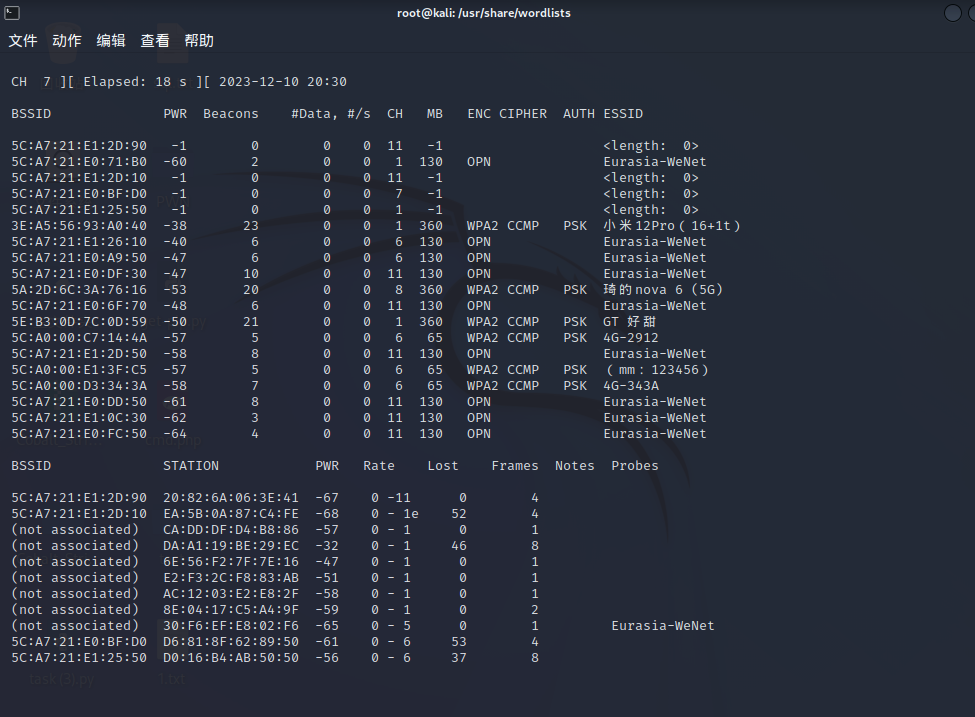 root@kali: /usr/share/wordlists
文件 动作 编辑 查看 帮助
CH  7 ][ Elapsed: 18 s ][ 2023-12-10 20:30
BSSID              PWR  Beacons    #Data, #/s  CH   MB   ENC CIPHER  AUTH ESSID
5C:A7:21:E1:2D:90   -1        0        0    0  11   -1                    <length:  0>
5C:A7:21:E0:71:B0  -60        2        0    0   1  130   OPN              Eurasia-WeNet
5C:A7:21:E1:2D:10   -1        0        0    0  11   -1                    <length:  0>
5C:A7:21:E0:BF:D0   -1        0        0    0   7   -1                    <length:  0>
5C:A7:21:E1:25:50   -1        0        0    0   1   -1                    <length:  0>
3E:A5:56:93:A0:40  -38       23        0    0   1  360   WPA2 CCMP   PSK  小米12Pro(16+1t)
5C:A7:21:E1:26:10  -40        6        0    0   6  130   OPN              Eurasia-WeNet
5C:A7:21:E0:A9:50  -47        6        0    0   6  130   OPN              Eurasia-WeNet
5C:A7:21:E0:DF:30  -47       10        0    0  11  130   OPN              Eurasia-WeNet
5A:2D:6C:3A:76:16  -53       20        0    0   8  360   WPA2 CCMP   PSK  琦的nova 6 (5G)
5C:A7:21:E0:6F:70  -48        6        0    0  11  130   OPN              Eurasia-WeNet
5E:B3:0D:7C:0D:59  -50       21        0    0   1  360   WPA2 CCMP   PSK  GT 好甜
5C:A0:00:C7:14:4A  -57        5        0    0   6   65   WPA2 CCMP   PSK  4G-2912
5C:A7:21:E1:2D:50  -58        8        0    0  11  130   OPN              Eurasia-WeNet
5C:A0:00:E1:3F:C5  -57        5        0    0   6   65   WPA2 CCMP   PSK  (mm:123456)
5C:A0:00:D3:34:3A  -58        7        0    0   6   65   WPA2 CCMP   PSK  4G-343A
5C:A7:21:E0:DD:50  -61        8        0    0  11  130   OPN              Eurasia-WeNet
5C:A7:21:E1:0C:30  -62        3        0    0  11  130   OPN              Eurasia-WeNet
5C:A7:21:E0:FC:50  -64        4        0    0  11  130   OPN              Eurasia-WeNet
BSSID              STATION            PWR   Rate    Lost    Frames  Notes  Probes
5C:A7:21:E1:2D:90  20:82:6A:06:3E:41  -67    0 -11      0        4
5C:A7:21:E1:2D:10  EA:5B:0A:87:C4:FE  -68    0 - 1e    52        4
(not associated)   CA:DD:DF:D4:B8:86  -57    0 - 1      0        1
(not associated)   DA:A1:19:BE:29:EC  -32    0 - 1     46        8
(not associated)   6E:56:F2:7F:7E:16  -47    0 - 1      0        1
(not associated)   E2:F3:2C:F8:83:AB  -51    0 - 1      0        1
(not associated)   AC:12:03:E2:E8:2F  -58    0 - 1      0        1
(not associated)   8E:04:17:C5:A4:9F  -59    0 - 1      0        2
(not associated)   30:F6:EF:E8:02:F6  -65    0 - 5      0        1         Eurasia-WeNet
5C:A7:21:E0:BF:D0  D6:81:8F:62:89:50  -61    0 - 6     53        4
5C:A7:21:E1:25:50  D0:16:B4:AB:50:50  -56    0 - 6     37        8
task (3).py 1.txt